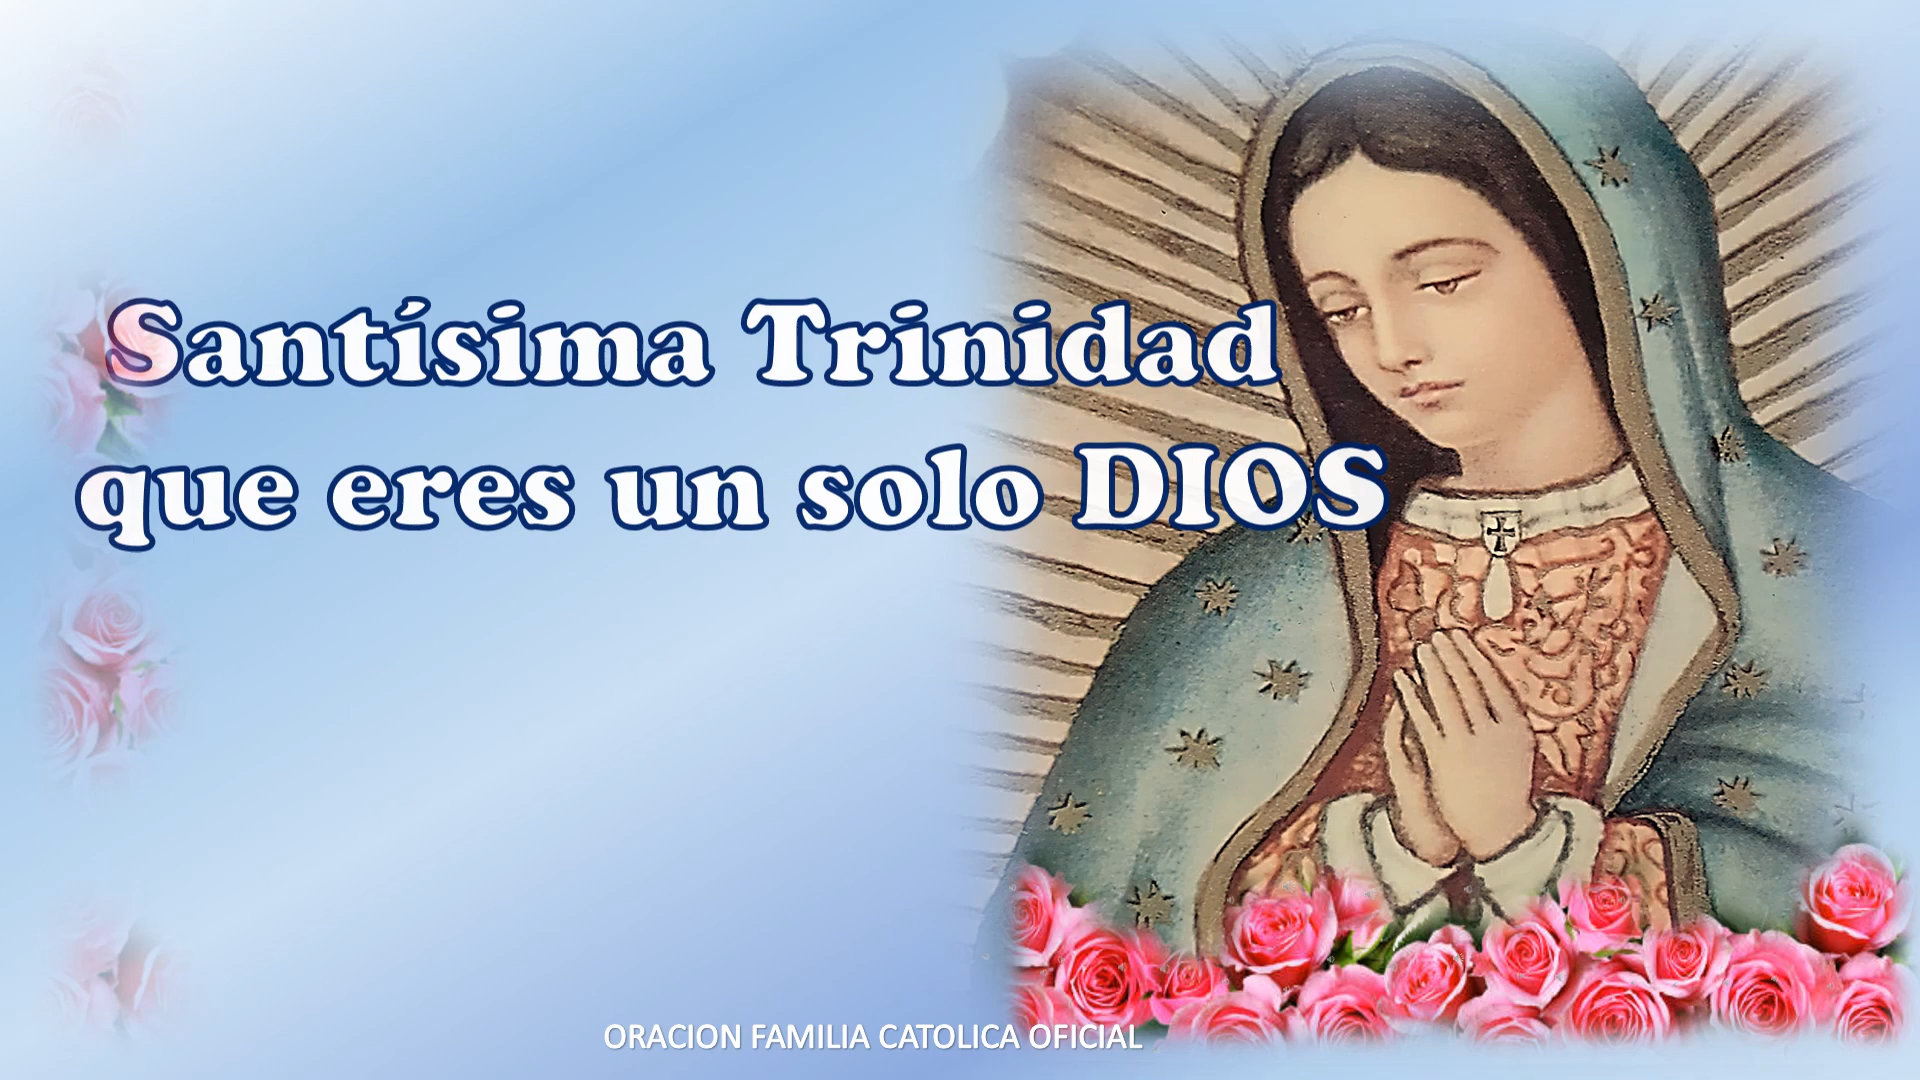 Santísima Trinidad
que eres un solo DIOS
ORACION FAMILIA CATOLICA OFICIAL